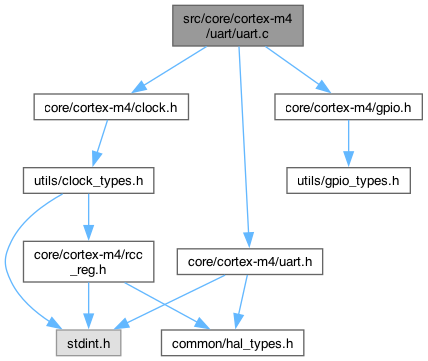 src/core/cortex-m4
/uart/uart.c
core/cortex-m4/clock.h
core/cortex-m4/gpio.h
utils/clock_types.h
utils/gpio_types.h
core/cortex-m4/rcc
_reg.h
core/cortex-m4/uart.h
stdint.h
common/hal_types.h